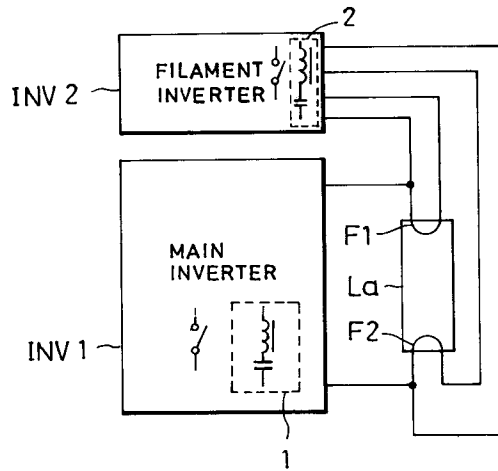 2
FILAMENT
INVERTER
INV 2
F1
MAIN
INVERTER
La
F2
INV 1
1